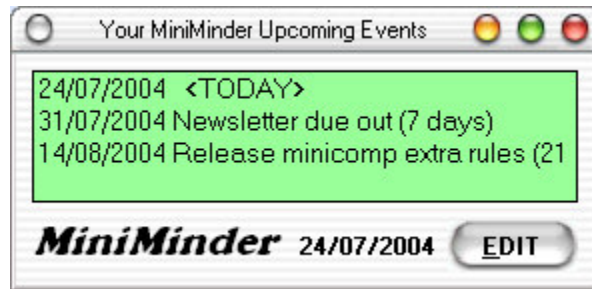 Your MiniMinder Upcoming Events
24/07/2004 <TODAY>
31/07/2004 Newsletter due out (7 days)
14/08/2004 Release minicomp extra rules (21
MiniMinder 24/07/2004 EDIT